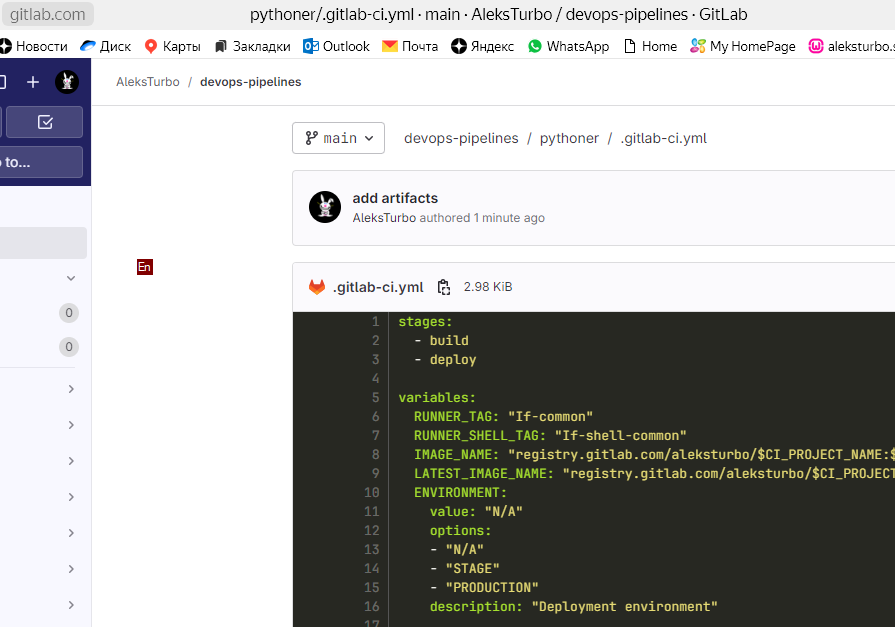 gitlab.com
pythoner/.gitlab-ci.yml · main · AleksTurbo / devops-pipelines · GitLab
Новости Диск Карты Закладки Outlook Почта Яндекс WhatsApp Home My HomePage aleksturbo.
AleksTurbo / devops-pipelines
to...
main
devops-pipelines / pythoner / .gitlab-ci.yml
add artifacts
AleksTurbo authored 1 minute ago
En
.gitlab-ci.yml 2.98 KiB
0
0
1 stages:
2 - build
3 - deploy
4
5 variables:
6 RUNNER_TAG: "If-common"
7 RUNNER_SHELL_TAG: "If-shell-common"
8 IMAGE_NAME: "registry.gitlab.com/aleksturbo/$CI_PROJECT_NAME:$
9 LATEST_IMAGE_NAME: "registry.gitlab.com/aleksturbo/$CI_PROJECT
10 ENVIRONMENT:
11 value: "N/A"
12 options:
13 - "N/A"
14 - "STAGE"
15 - "PRODUCTION"
16 description: "Deployment environment"
17